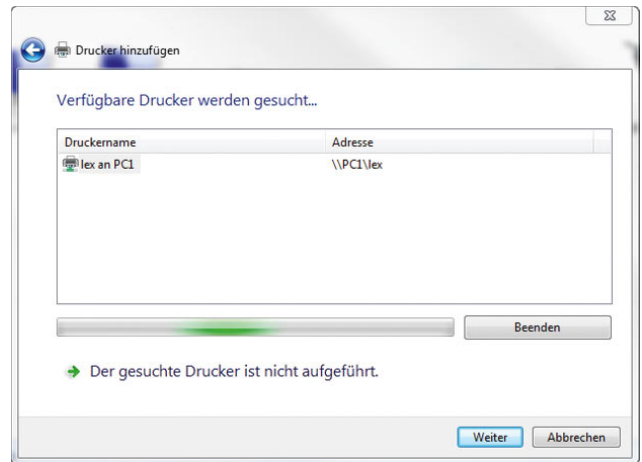 Drucker hinzufügen
Verfügbare Drucker werden gesucht...
Druckername Adresse
lex an PC1 \\PC1\lex
Beenden
Der gesuchte Drucker ist nicht aufgeführt.
Weiter Abbrechen